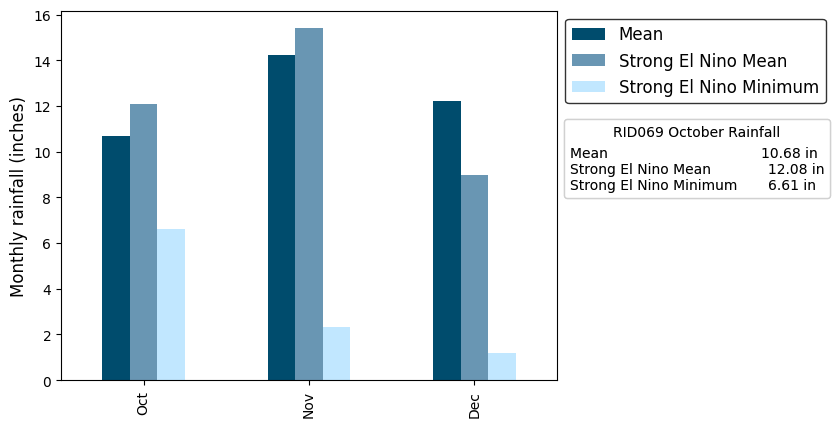 Monthly rainfall (inches)
16
14
12
10
8
6
4
2
0
Oct
Nov
Dec
Mean
Strong El Nino Mean
Strong El Nino Minimum
RID069 October Rainfall
Mean 10.68 in
Strong El Nino Mean 12.08 in
Strong El Nino Minimum 6.61 in